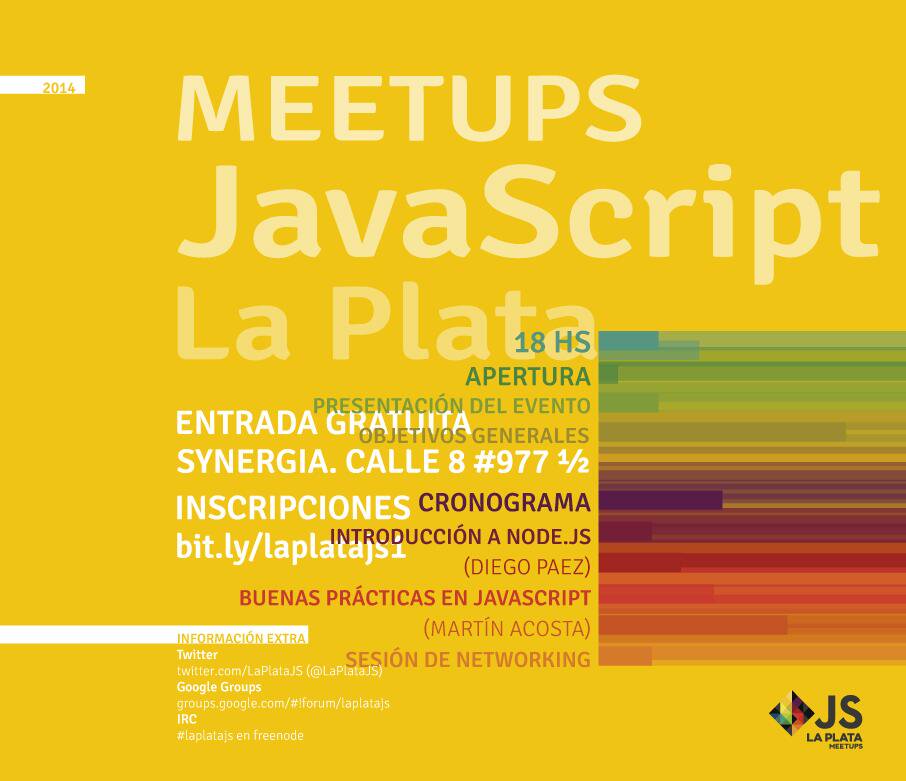 2014
MEETUPS
JavaScript
La Plata
18 HS
APERTURA
PRESENTACIÓN DEL EVENTO
OBJETIVOS GENERALES
ENTRADA GRATUITA
SYNERGIA. CALLE 8 #977 ½
INSCRIPCIONES
bit.ly/laplatajs1
CRONOGRAMA
INTRODUCCIÓN A NODE.JS
(DIEGO PAEZ)
BUENAS PRÁCTICAS EN JAVASCRIPT
(MARTÍN ACOSTA)
SESIÓN DE NETWORKING
INFORMACIÓN EXTRA
Twitter
twitter.com/LaPlataJS (@LaPlataJS)
Google Groups
groups.google.com/#!forum/laplatajs
IRC
#laplatajs en freenode
JS
LA PLATA
MEETUPS